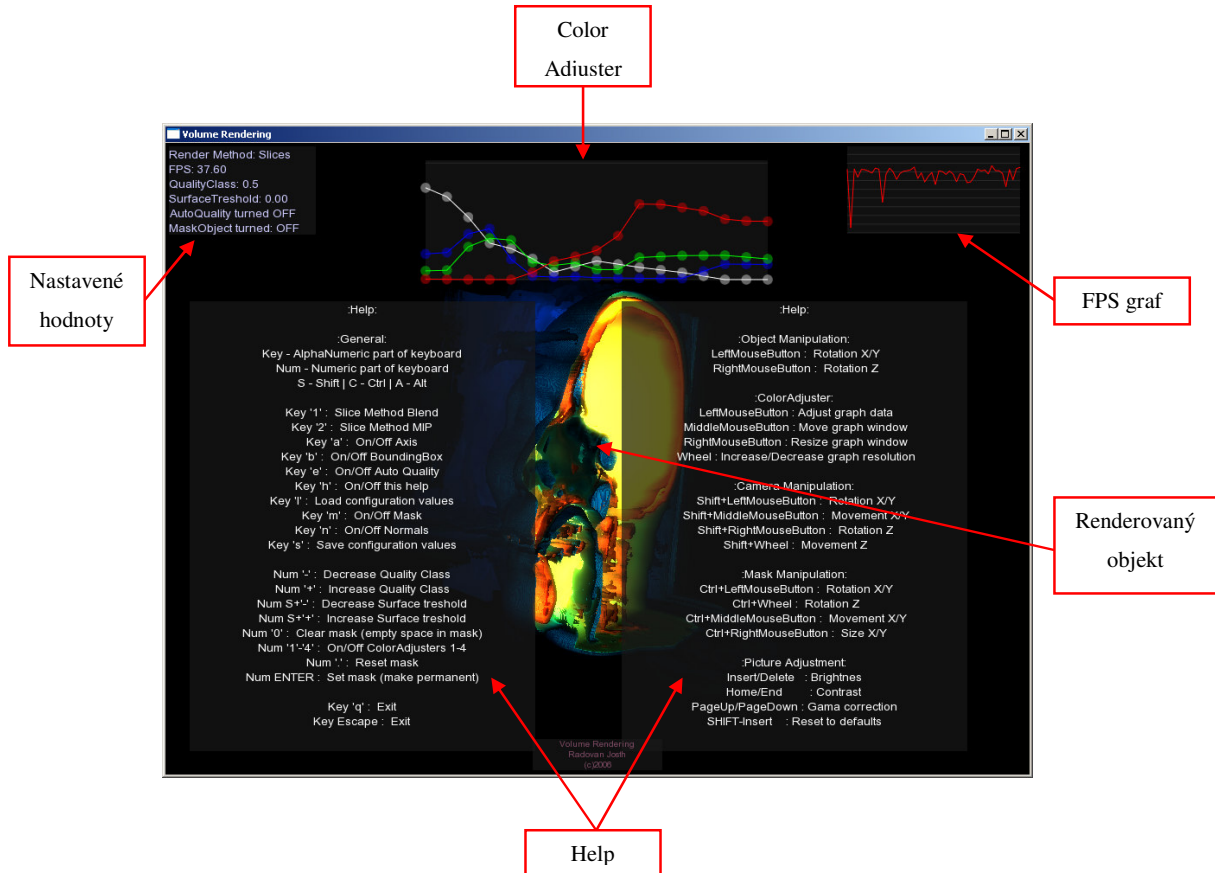 Color
Adjuster
Volume Rendering
Render Method: Slices
FPS: 37.60
QualityClass: 0.5
SurfaceTreshold: 0.00
AutoQuality turned OFF
MaskObject turned: OFF
Nastavené
hodnoty
FPS graf
:Help:
:General:
Key - AlphaNumeric part of keyboard
Num - Numeric part of keyboard
S - Shift | C - Ctrl | A - Alt
Key '1' : Slice Method Blend
Key '2' : Slice Method MIP
Key 'a' : On/Off Axis
Key 'b' : On/Off BoundingBox
Key 'e' : On/Off Auto Quality
Key 'h' : On/Off this help
Key 'l' : Load configuration values
Key 'm' : On/Off Mask
Key 'n' : On/Off Normals
Key 's' : Save configuration values
Num '-' : Decrease Quality Class
Num '+' : Increase Quality Class
Num S+'-' : Decrease Surface treshold
Num S+'+' : Increase Surface treshold
Num '0' : Clear mask (empty space in mask)
Num '1'-'4' : On/Off ColorAdjusters 1-4
Num '.' : Reset mask
Num ENTER : Set mask (make permanent)
Key 'q' : Exit
Key Escape : Exit
:Help:
:Object Manipulation:
LeftMouseButton : Rotation X/Y
RightMouseButton : Rotation Z
:ColorAdjuster:
LeftMouseButton : Adjust graph data
MiddleMouseButton : Move graph window
RightMouseButton : Resize graph window
Wheel : Increase/Decrease graph resolution
:Camera Manipulation:
Shift+LeftMouseButton : Rotation X/Y
Shift+MiddleMouseButton : Movement X/Y
Shift+RightMouseButton : Rotation Z
Shift+Wheel : Movement Z
:Mask Manipulation:
Ctrl+LeftMouseButton : Rotation X/Y
Ctrl+Wheel : Rotation Z
Ctrl+MiddleMouseButton : Movement X/Y
Ctrl+RightMouseButton : Size X/Y
:Picture Adjustment:
Insert/Delete : Brightnes
Home/End : Contrast
PageUp/PageDown : Gama correction
SHIFT-Insert : Reset to defaults
Renderovaný
objekt
Volume Rendering
Radovan Josth
(c)2006
Help